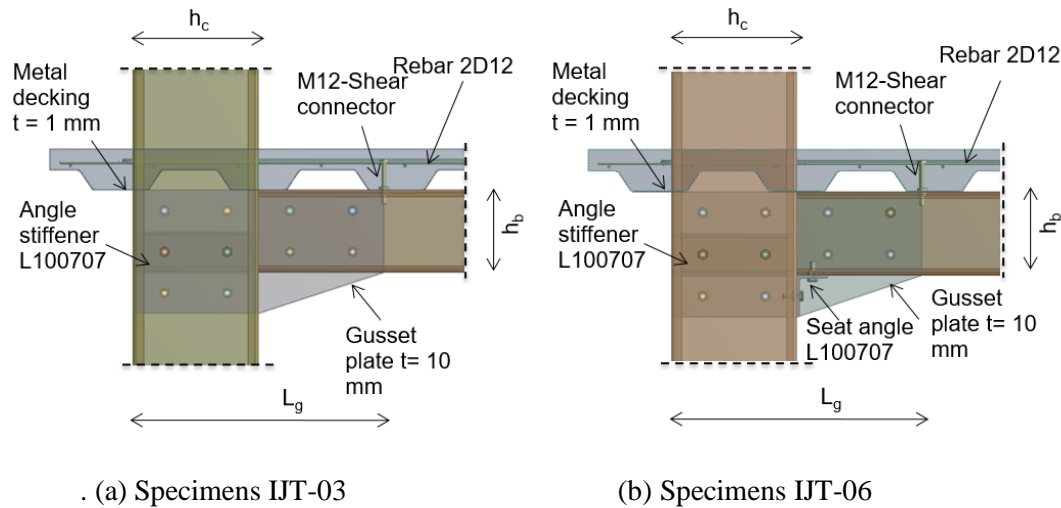 h_c
Metal
decking
t = 1 mm
M12-Shear
connector
Rebar 2D12
Angle
stiffener
L100707
h_b
Gusset
plate t= 10
mm
L_g
. (a) Specimens IJT-03
h_c
Metal
decking
t = 1 mm
M12-Shear
connector
Rebar 2D12
Angle
stiffener
L100707
h_b
Seat angle
L100707
Gusset
plate t= 10
mm
L_g
(b) Specimens IJT-06